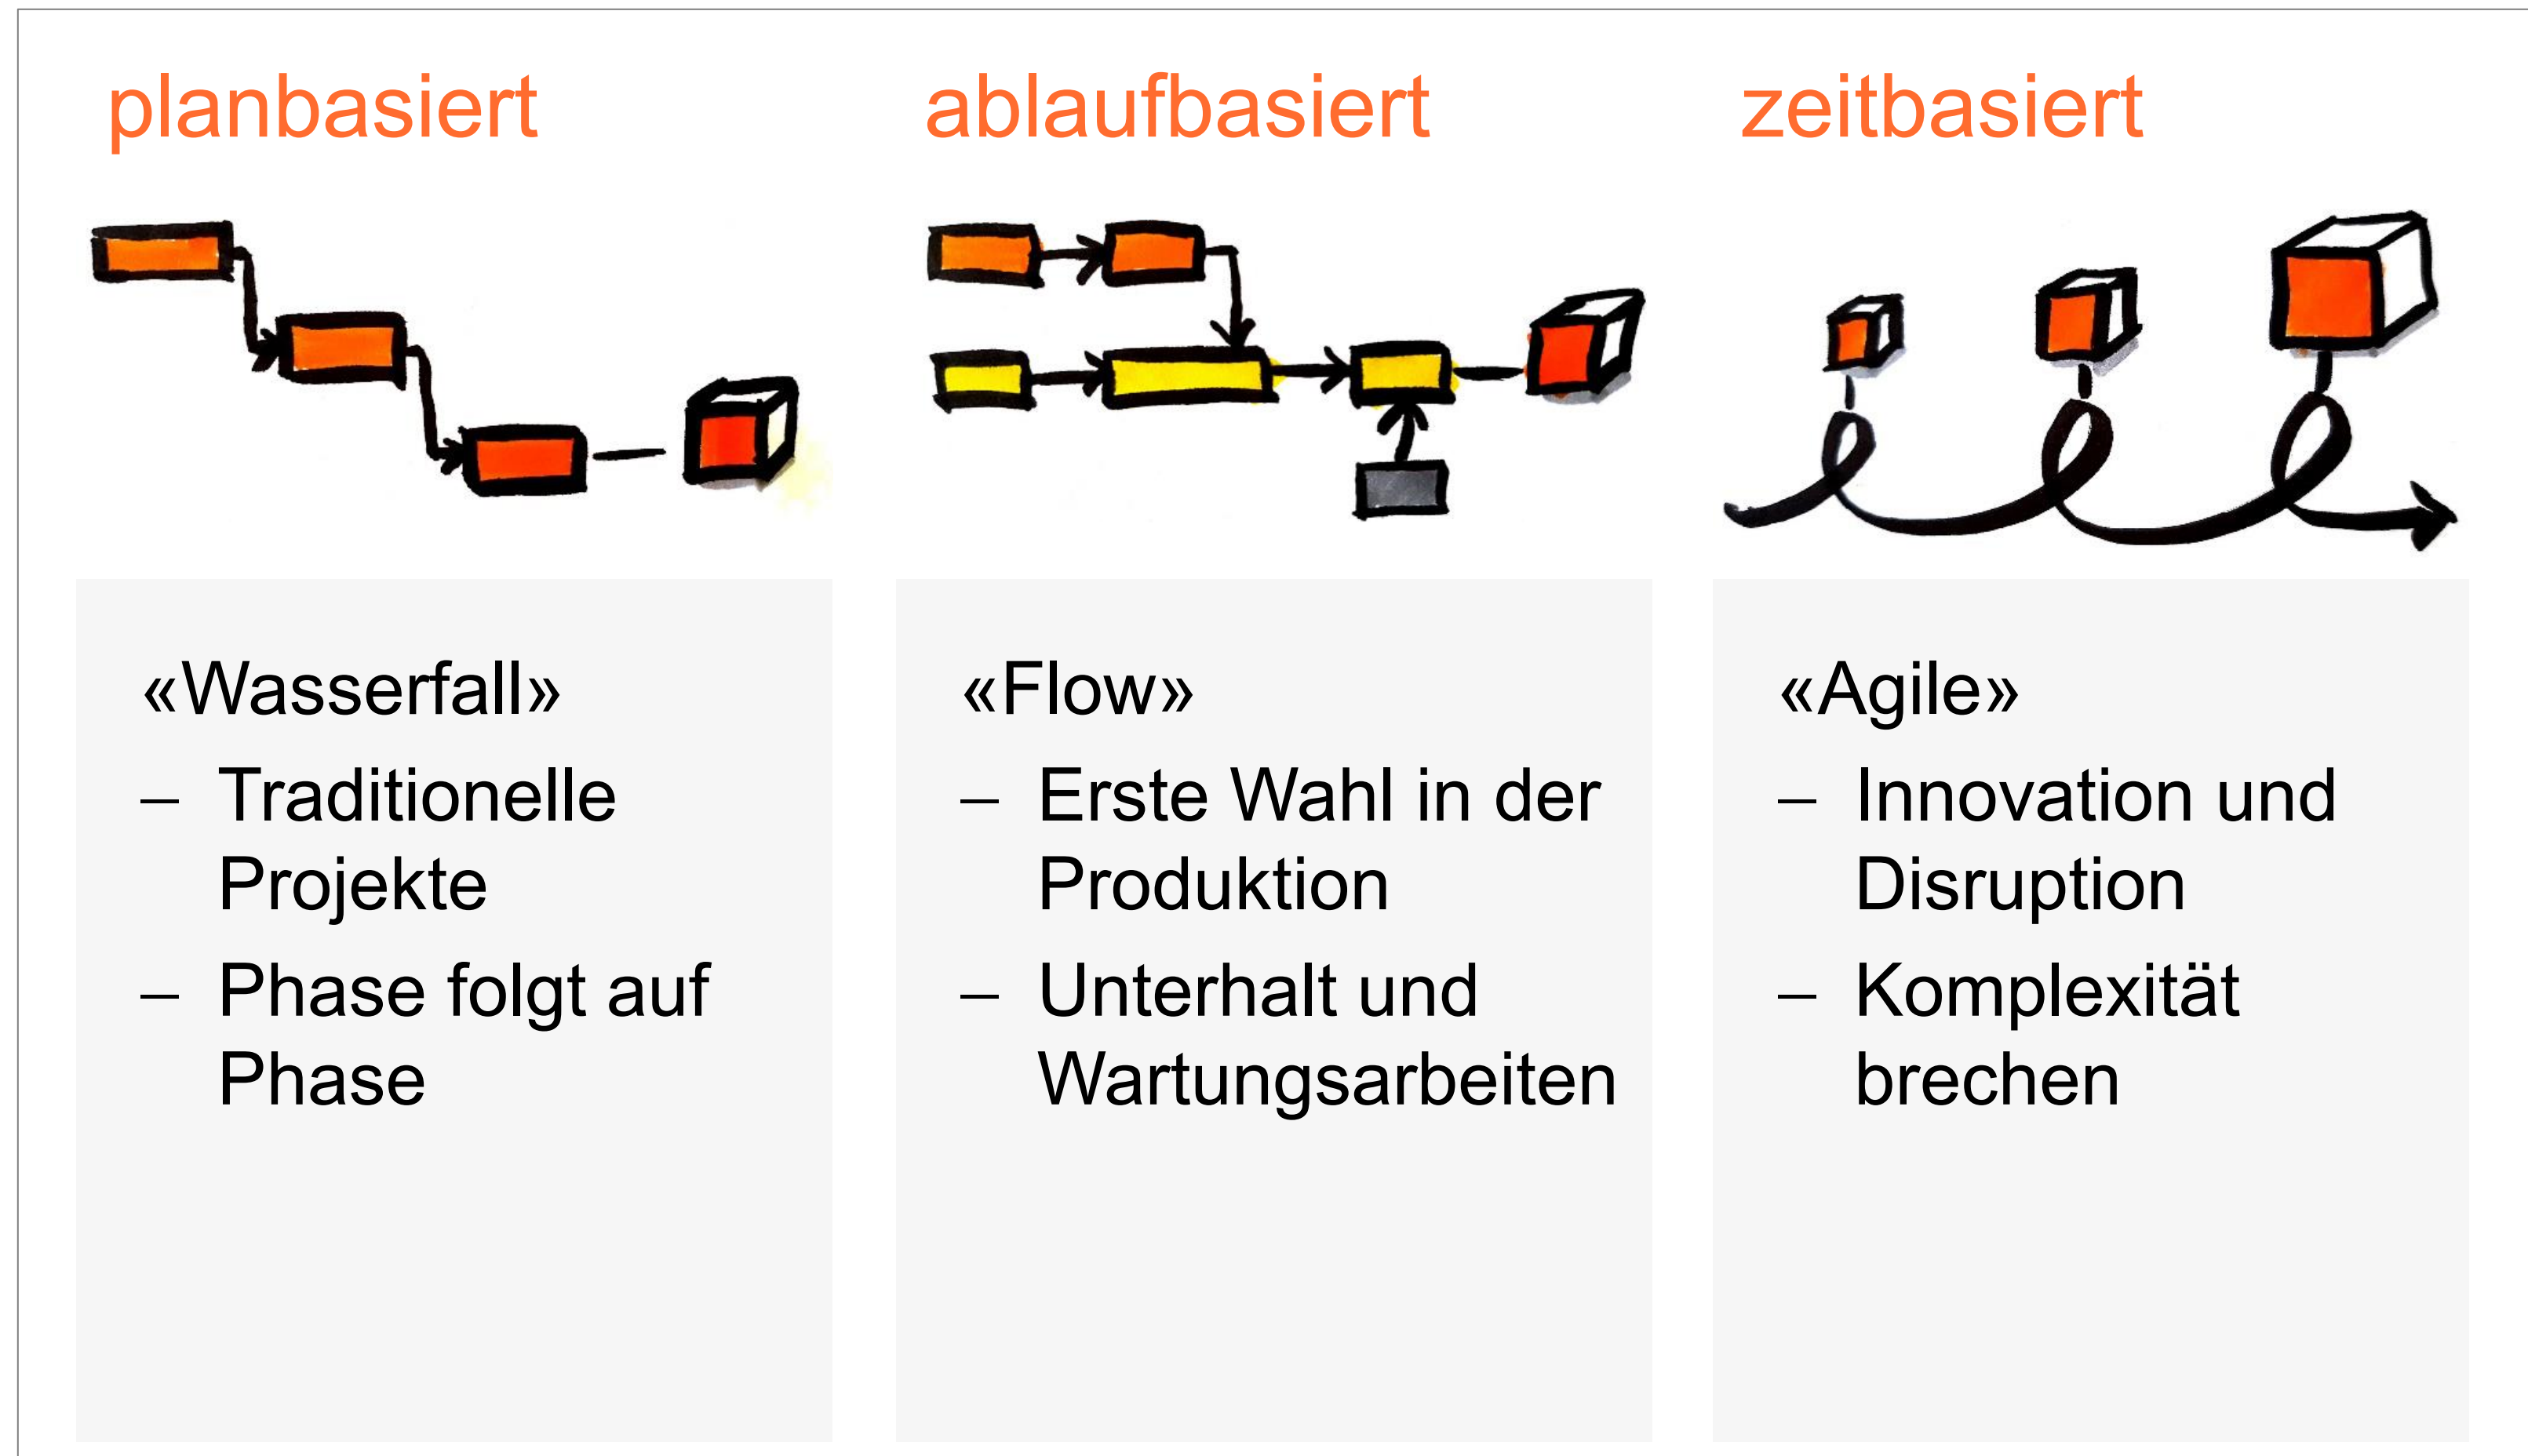 planbasiert
«Wasserfall»
– Traditionelle
Projekte
– Phase folgt auf
Phase
ablaufbasiert
«Flow»
– Erste Wahl in der
Produktion
– Unterhalt und
Wartungsarbeiten
zeitbasiert
«Agile»
– Innovation und
Disruption
– Komplexität
brechen